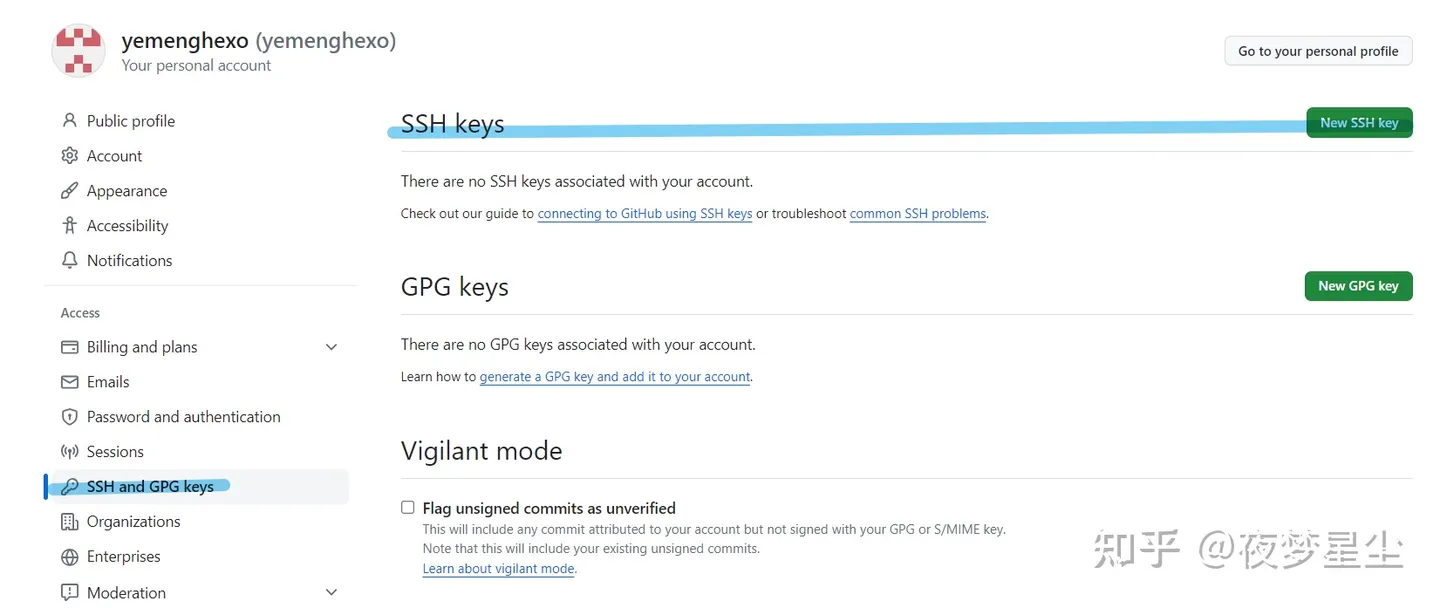 yemenghexo (yemenghexo)
Your personal account
Go to your personal profile
Public profile
Account
Appearance
Accessibility
Notifications
Access
Billing and plans
Emails
Password and authentication
Sessions
SSH and GPG keys
Organizations
Enterprises
Moderation
SSH keys
New SSH key
There are no SSH keys associated with your account.
Check out our guide to connecting to GitHub using SSH keys or troubleshoot common SSH problems.
GPG keys
New GPG key
There are no GPG keys associated with your account.
Learn how to generate a GPG key and add it to your account.
Vigilant mode
Flag unsigned commits as unverified
This will include any commit attributed to your account but not signed with your GPG or S/MIME key.
Note that this will include your existing unsigned commits.
Learn about vigilant mode.
知乎 @夜梦星尘